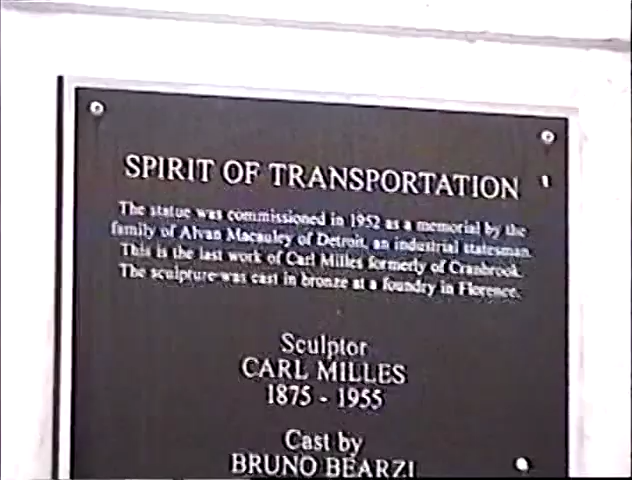 SPIRIT OF TRANSPORTATION
The statue was commissioned in 1952 as a memorial by the
family of Alvan Macauley of Detroit, an industrial statesman.
This is the last work of Carl Milles formerly of Cranbrook.
The sculpture was cast in bronze at a foundry in Florence.
Sculptor
CARL MILLES
1875 - 1955
Cast by
BRUNO BEARZI